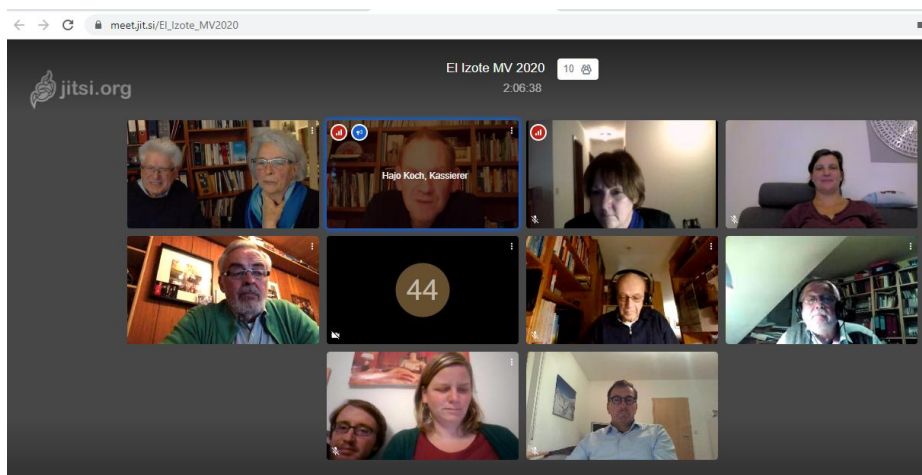 meet.jit.si/El_Izote_MV2020
jitsi.org
El Izote MV 2020
10
2:06:38
Hajo Koch, Kassierer
44